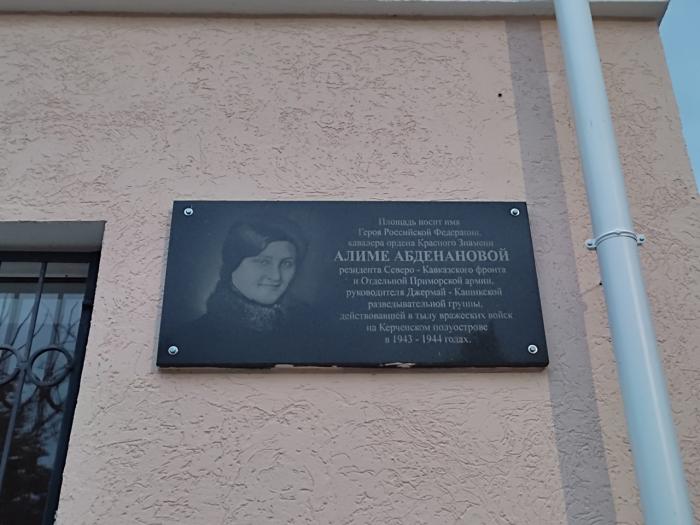 Площадь носит имя
Героя Российской Федерации,
кавалера ордена Красного Знамени
АЛИМЕ АБДЕНАНОВОЙ
резидента Северо - Кавказского фронта
и Отдельной Приморской армии,
руководителя Джермай - Кашикской
разведывательной группы,
действовавшей в тылу вражеских войск
на Керченском полуострове
в 1943 - 1944 годах.